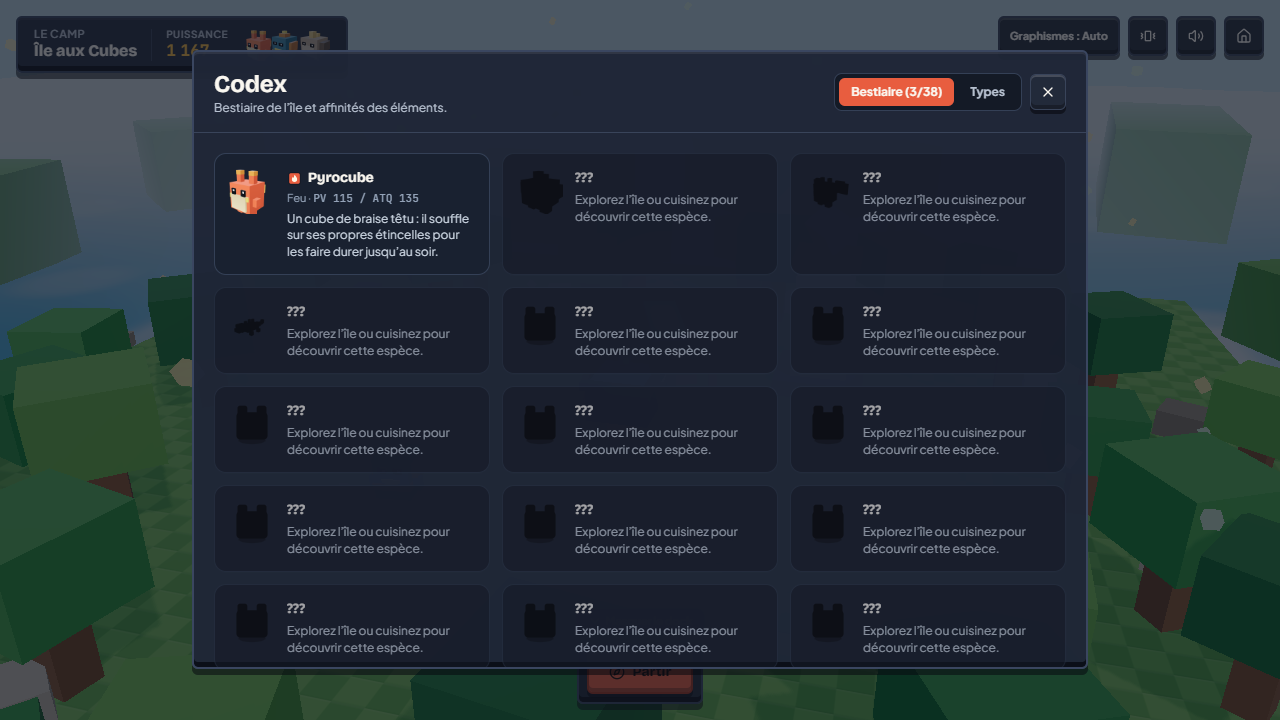 LE CAMP
Île aux Cubes
PUISSANCE
1 167
Graphismes : Auto
Codex
Bestiaire de l'île et affinités des éléments.
Bestiaire (3/38)
Types
Pyrocube
Feu · PV 115 / ATQ 135
Un cube de braise têtu : il souffle
sur ses propres étincelles pour
les faire durer jusqu'au soir.
???
Explorez l'île ou cuisinez pour
découvrir cette espèce.
???
Explorez l'île ou cuisinez pour
découvrir cette espèce.
???
Explorez l'île ou cuisinez pour
découvrir cette espèce.
???
Explorez l'île ou cuisinez pour
découvrir cette espèce.
???
Explorez l'île ou cuisinez pour
découvrir cette espèce.
???
Explorez l'île ou cuisinez pour
découvrir cette espèce.
???
Explorez l'île ou cuisinez pour
découvrir cette espèce.
???
Explorez l'île ou cuisinez pour
découvrir cette espèce.
???
Explorez l'île ou cuisinez pour
découvrir cette espèce.
???
Explorez l'île ou cuisinez pour
découvrir cette espèce.
???
Explorez l'île ou cuisinez pour
découvrir cette espèce.
???
Explorez l'île ou cuisinez pour
découvrir cette espèce.
???
Explorez l'île ou cuisinez pour
découvrir cette espèce.
???
Explorez l'île ou cuisinez pour
découvrir cette espèce.
Partir